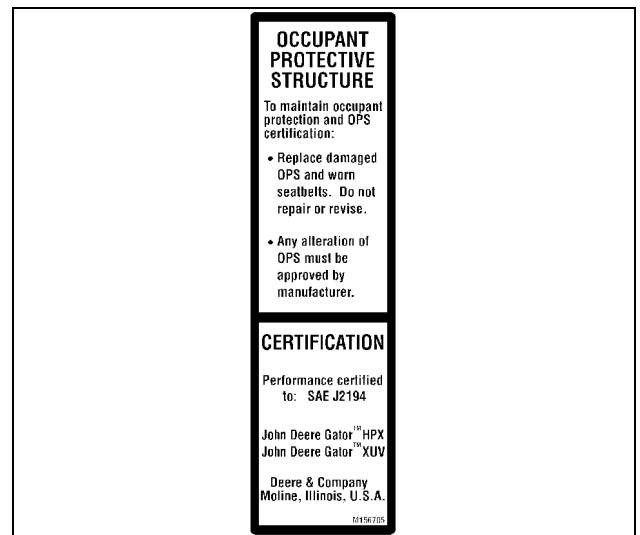 OCCUPANT
PROTECTIVE
STRUCTURE
To maintain occupant
protection and OPS
certification:
• Replace damaged
OPS and worn
seatbelts. Do not
repair or revise.
• Any alteration of
OPS must be
approved by
manufacturer.
CERTIFICATION
Performance certified
to: SAE J2194
John Deere Gator™ HPX
John Deere Gator™ XUV
Deere & Company
Moline, Illinois, U.S.A.
M156705